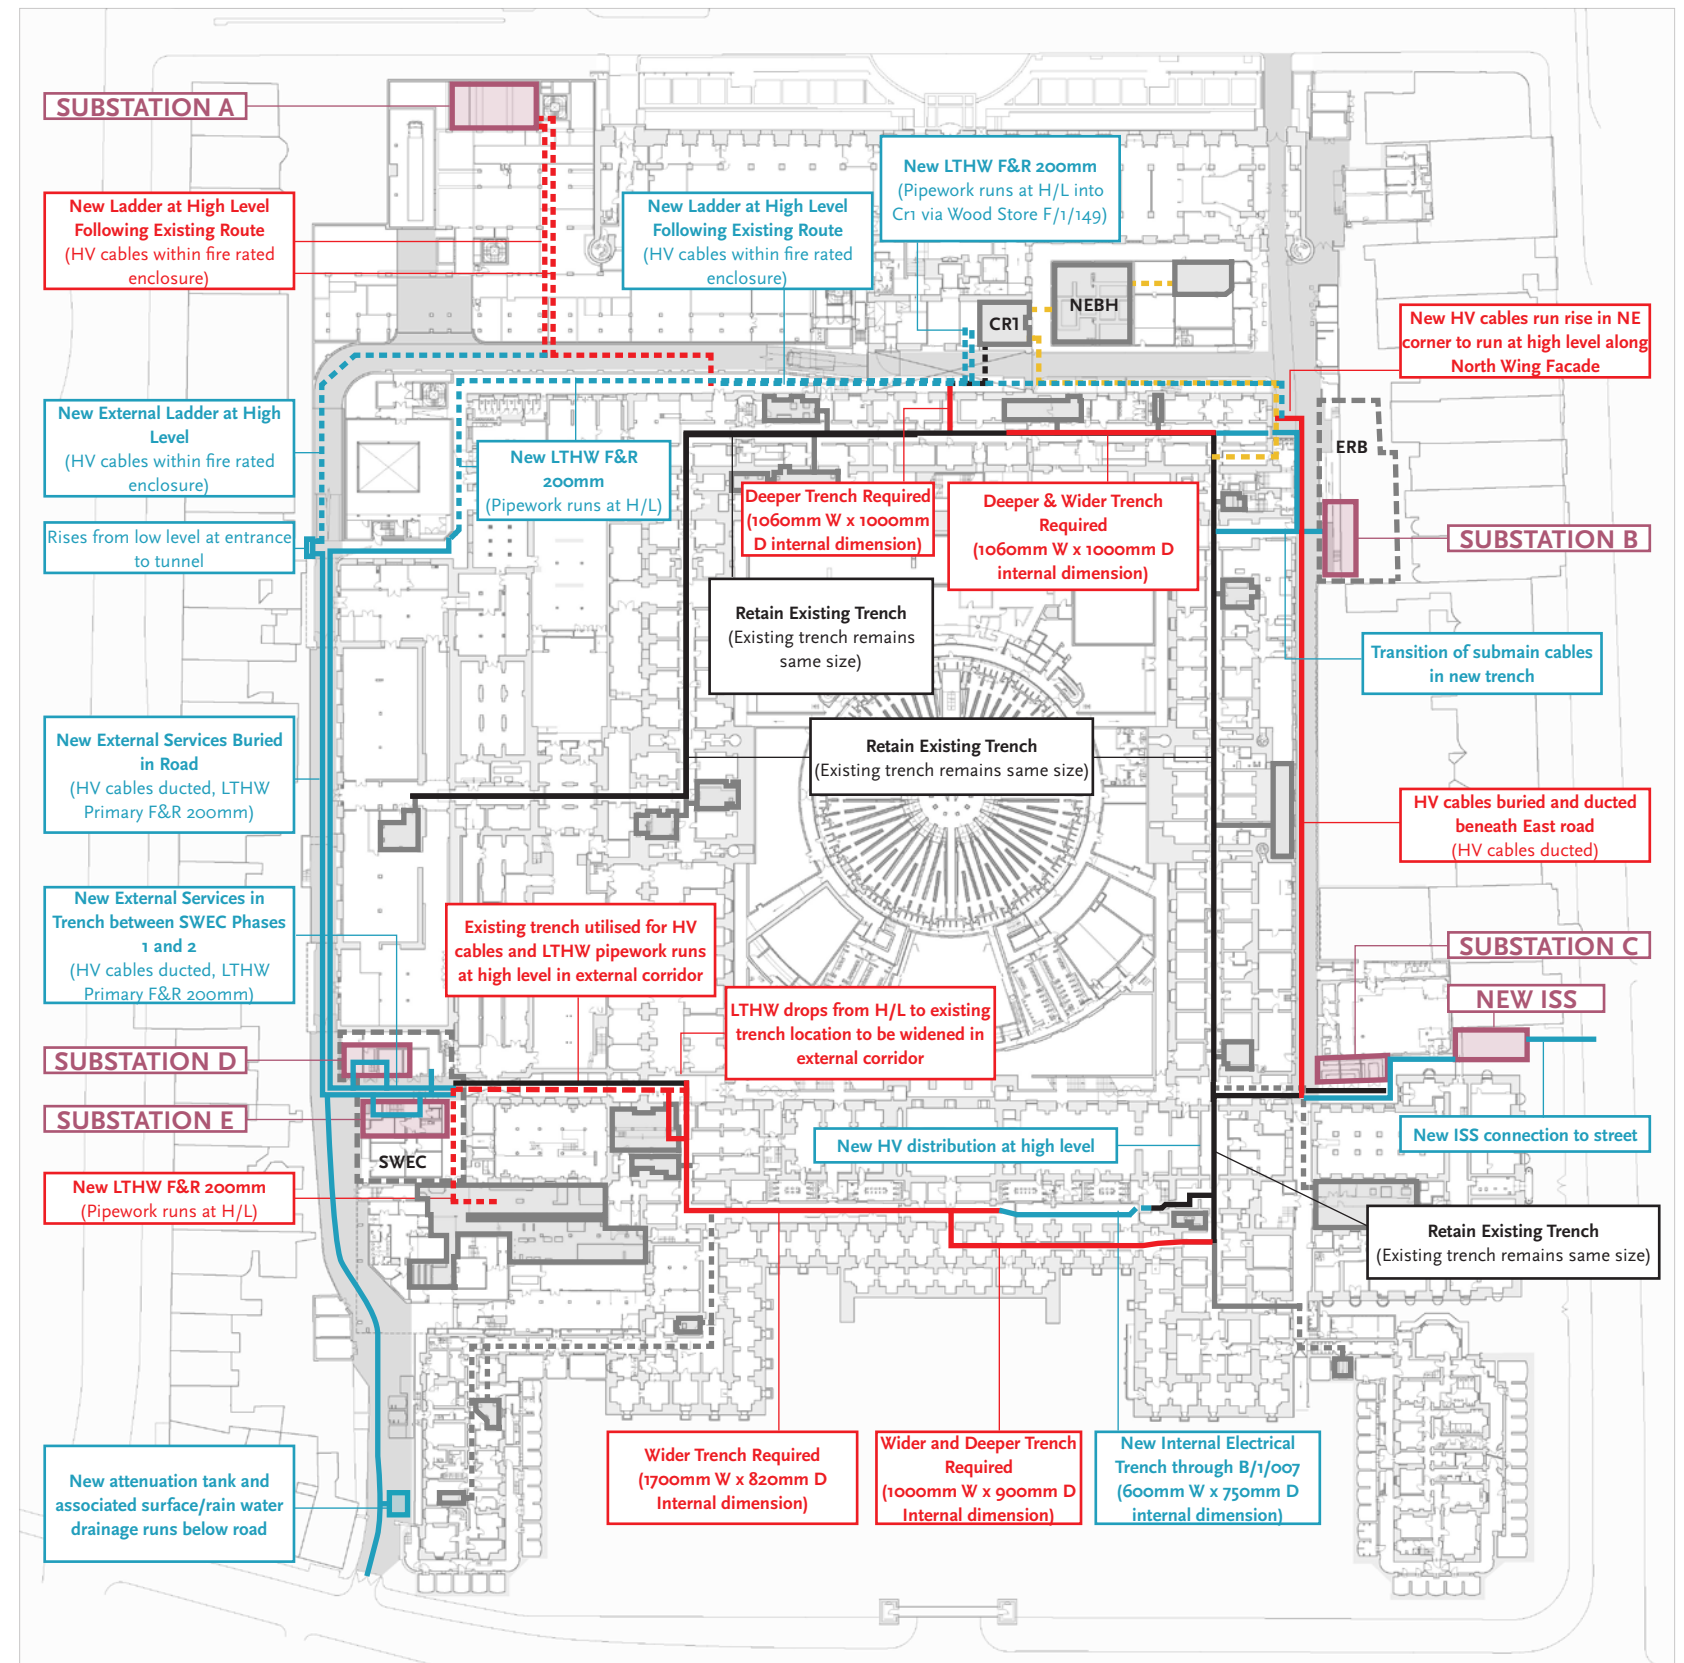 SUBSTATION A
New Ladder at High Level
Following Existing Route
(HV cables within fire rated
enclosure)
New Ladder at High Level
Following Existing Route
(HV cables within fire rated
enclosure)
New LTHW F&R 200mm
(Pipework runs at H/L into
Cr1 via Wood Store F/1/149)
CR1
NEBH
New HV cables run rise in NE
corner to run at high level along
North Wing Facade
New External Ladder at High
Level
(HV cables within fire rated
enclosure)
New LTHW F&R
200mm
(Pipework runs at H/L)
ERB
Deeper Trench Required
(1060mm W x 1000mm
D internal dimension)
Deeper & Wider Trench
Required
(1060mm W x 1000mm D
internal dimension)
Rises from low level at entrance
to tunnel
SUBSTATION B
Retain Existing Trench
(Existing trench remains
same size)
Transition of submain cables
in new trench
New External Services Buried
in Road
(HV cables ducted, LTHW
Primary F&R 200mm)
Retain Existing Trench
(Existing trench remains same size)
HV cables buried and ducted
beneath East road
(HV cables ducted)
New External Services in
Trench between SWEC Phases
1 and 2
(HV cables ducted, LTHW
Primary F&R 200mm)
Existing trench utilised for HV
cables and LTHW pipework runs
at high level in external corridor
SUBSTATION C
NEW ISS
LTHW drops from H/L to existing
trench location to be widened in
external corridor
SUBSTATION D
SUBSTATION E
New HV distribution at high level
New ISS connection to street
SWEC
New LTHW F&R 200mm
(Pipework runs at H/L)
Retain Existing Trench
(Existing trench remains same size)
New attenuation tank and
associated surface/rain water
drainage runs below road
Wider Trench Required
(1700mm W x 820mm D
Internal dimension)
Wider and Deeper Trench
Required
(1000mm W x 900mm D
Internal dimension)
New Internal Electrical
Trench through B/1/007
(600mm W x 750mm D
internal dimension)